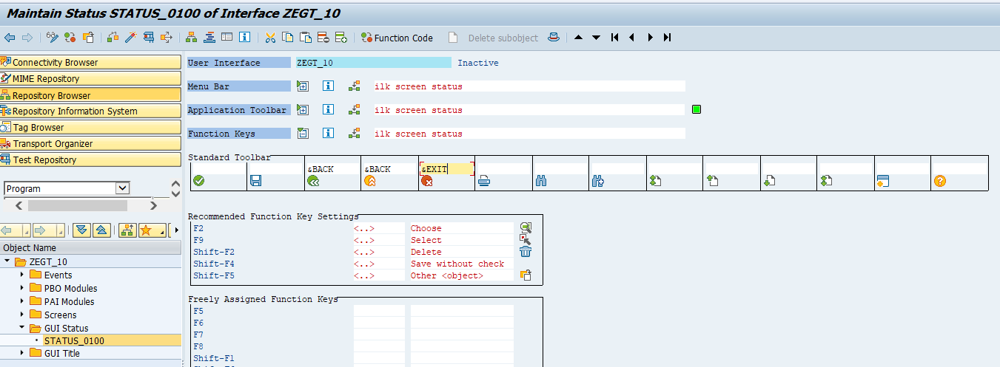 Maintain Status STATUS_0100 of Interface ZEGT_10
Function Code Delete subobject
Connectivity Browser
MIME Repository
Repository Browser
Repository Information System
Tag Browser
Transport Organizer
Test Repository
Program
Object Name
ZEGT_10
Events
PBO Modules
PAI Modules
Screens
GUI Status
STATUS_0100
GUI Title
User Interface ZEGT_10 Inactive
Menu Bar ilk screen status
Application Toolbar ilk screen status
Function Keys ilk screen status
Standard Toolbar
&BACK &BACK &EXIT
Recommended Function Key Settings
F2 <..> Choose
F9 <..> Select
Shift-F2 <..> Delete
Shift-F4 <..> Save without check
Shift-F5 <..> Other <object>
Freely Assigned Function Keys
F5
F6
F7
F8
Shift-F1